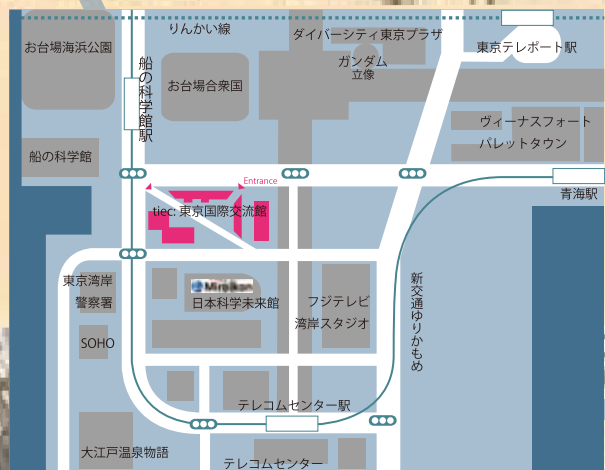 りんかい線
ダイバーシティ東京プラザ
お台場海浜公園
東京テレポート駅
船の科学館駅
ガンダム
立像
お台場合衆国
ヴィーナスフォート
パレットタウン
船の科学館
Entrance
青海駅
tiec: 東京国際交流館
東京湾岸
警察署
Miraikan
日本科学未来館
フジテレビ
湾岸スタジオ
新交通ゆりかもめ
SOHO
テレコムセンター駅
大江戸温泉物語
テレコムセンター